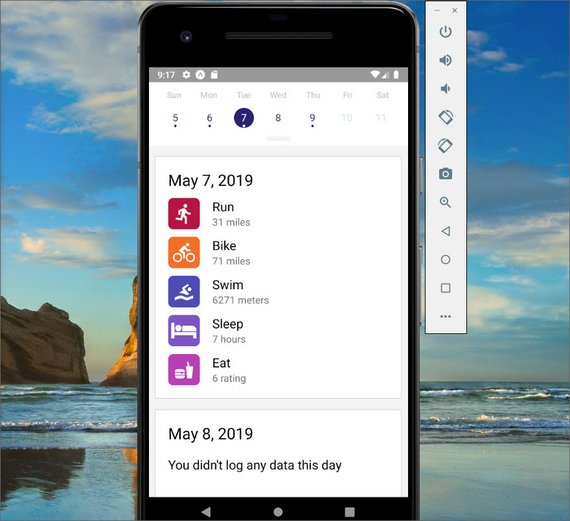 9:17
Sun Mon Tue Wed Thu Fri Sat
5 6 7 8 9 10 11
May 7, 2019
Run
31 miles
Bike
71 miles
Swim
6271 meters
Sleep
7 hours
Eat
6 rating
May 8, 2019
You didn't log any data this day